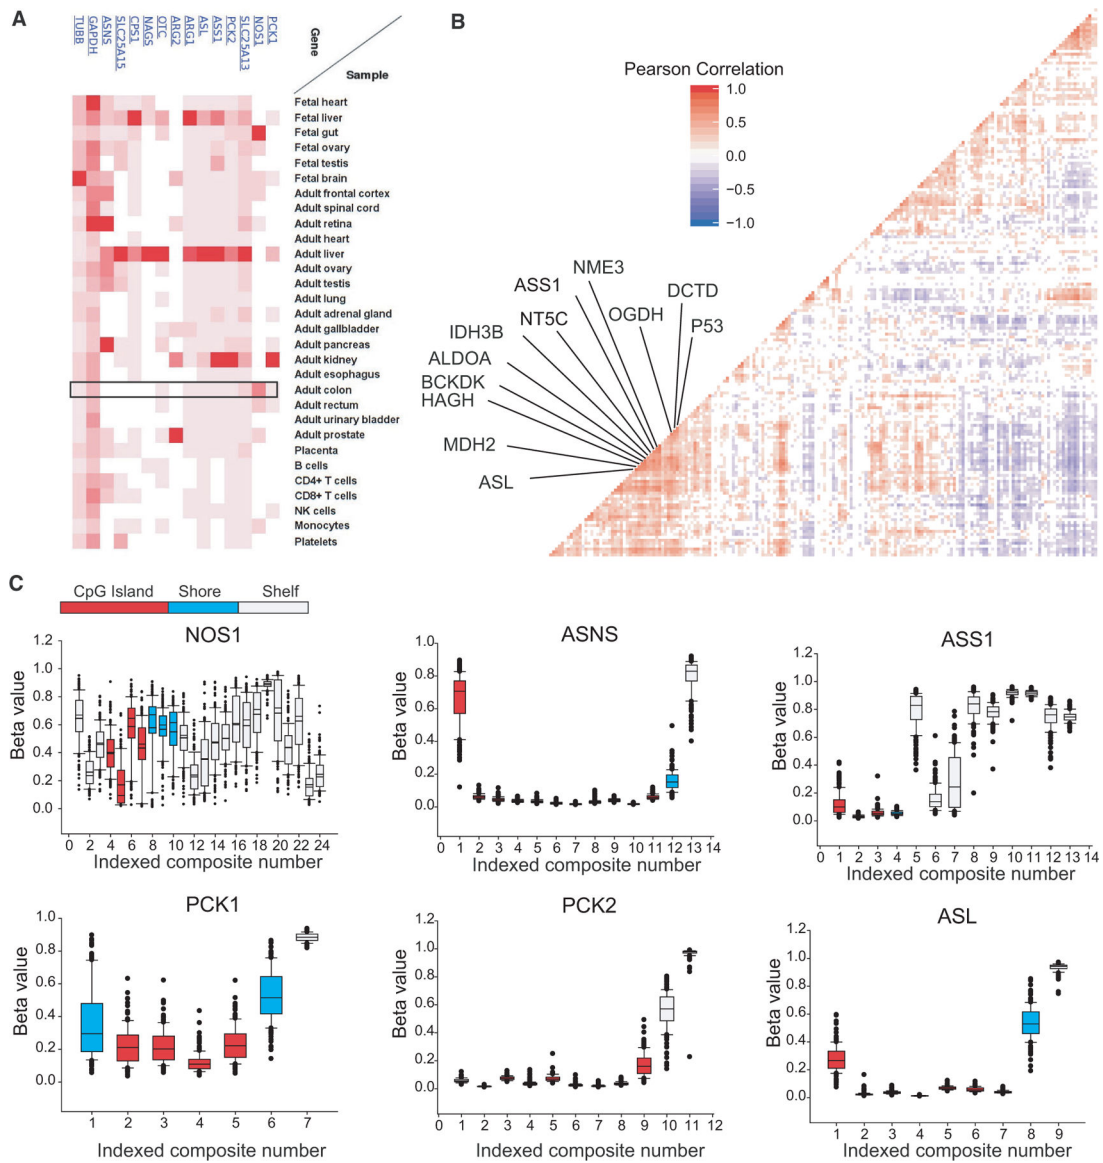 A
TUBB
GAPDH
ASNS
SLC25A15
CPS1
NAGS
OTC
ARG2
ARG1
ASL
ASS1
PCK2
SLC25A13
NOS1
PCK1
Gene
Sample
Fetal heart
Fetal liver
Fetal gut
Fetal ovary
Fetal testis
Fetal brain
Adult frontal cortex
Adult spinal cord
Adult retina
Adult heart
Adult liver
Adult ovary
Adult testis
Adult lung
Adult adrenal gland
Adult gallbladder
Adult pancreas
Adult kidney
Adult esophagus
Adult colon
Adult rectum
Adult urinary bladder
Adult prostate
Placenta
B cells
CD4+ T cells
CD8+ T cells
NK cells
Monocytes
Platelets
B
Pearson Correlation
1.0
0.5
0.0
−0.5
−1.0
NME3
ASS1
DCTD
NT5C
OGDH
P53
IDH3B
ALDOA
BCKDK
HAGH
MDH2
ASL
C
CpG Island Shore Shelf
NOS1
Beta value
1.2
1.0
0.8
0.6
0.4
0.2
0.0
0 2 4 6 8 10 12 14 16 18 20 22 24
Indexed composite number
ASNS
Beta value
1.0
0.8
0.6
0.4
0.2
0.0
0 1 2 3 4 5 6 7 8 9 10 11 12 13 14
Indexed composite number
ASS1
Beta value
1.2
1.0
0.8
0.6
0.4
0.2
0.0
0 1 2 3 4 5 6 7 8 9 10 11 12 13 14
Indexed composite number
PCK1
Beta value
1.0
0.8
0.6
0.4
0.2
0.0
1 2 3 4 5 6 7
Indexed composite number
PCK2
Beta value
1.2
1.0
0.8
0.6
0.4
0.2
0.0
0 1 2 3 4 5 6 7 8 9 10 11 12
Indexed composite number
ASL
Beta value
1.2
1.0
0.8
0.6
0.4
0.2
0.0
0 1 2 3 4 5 6 7 8 9
Indexed composite number